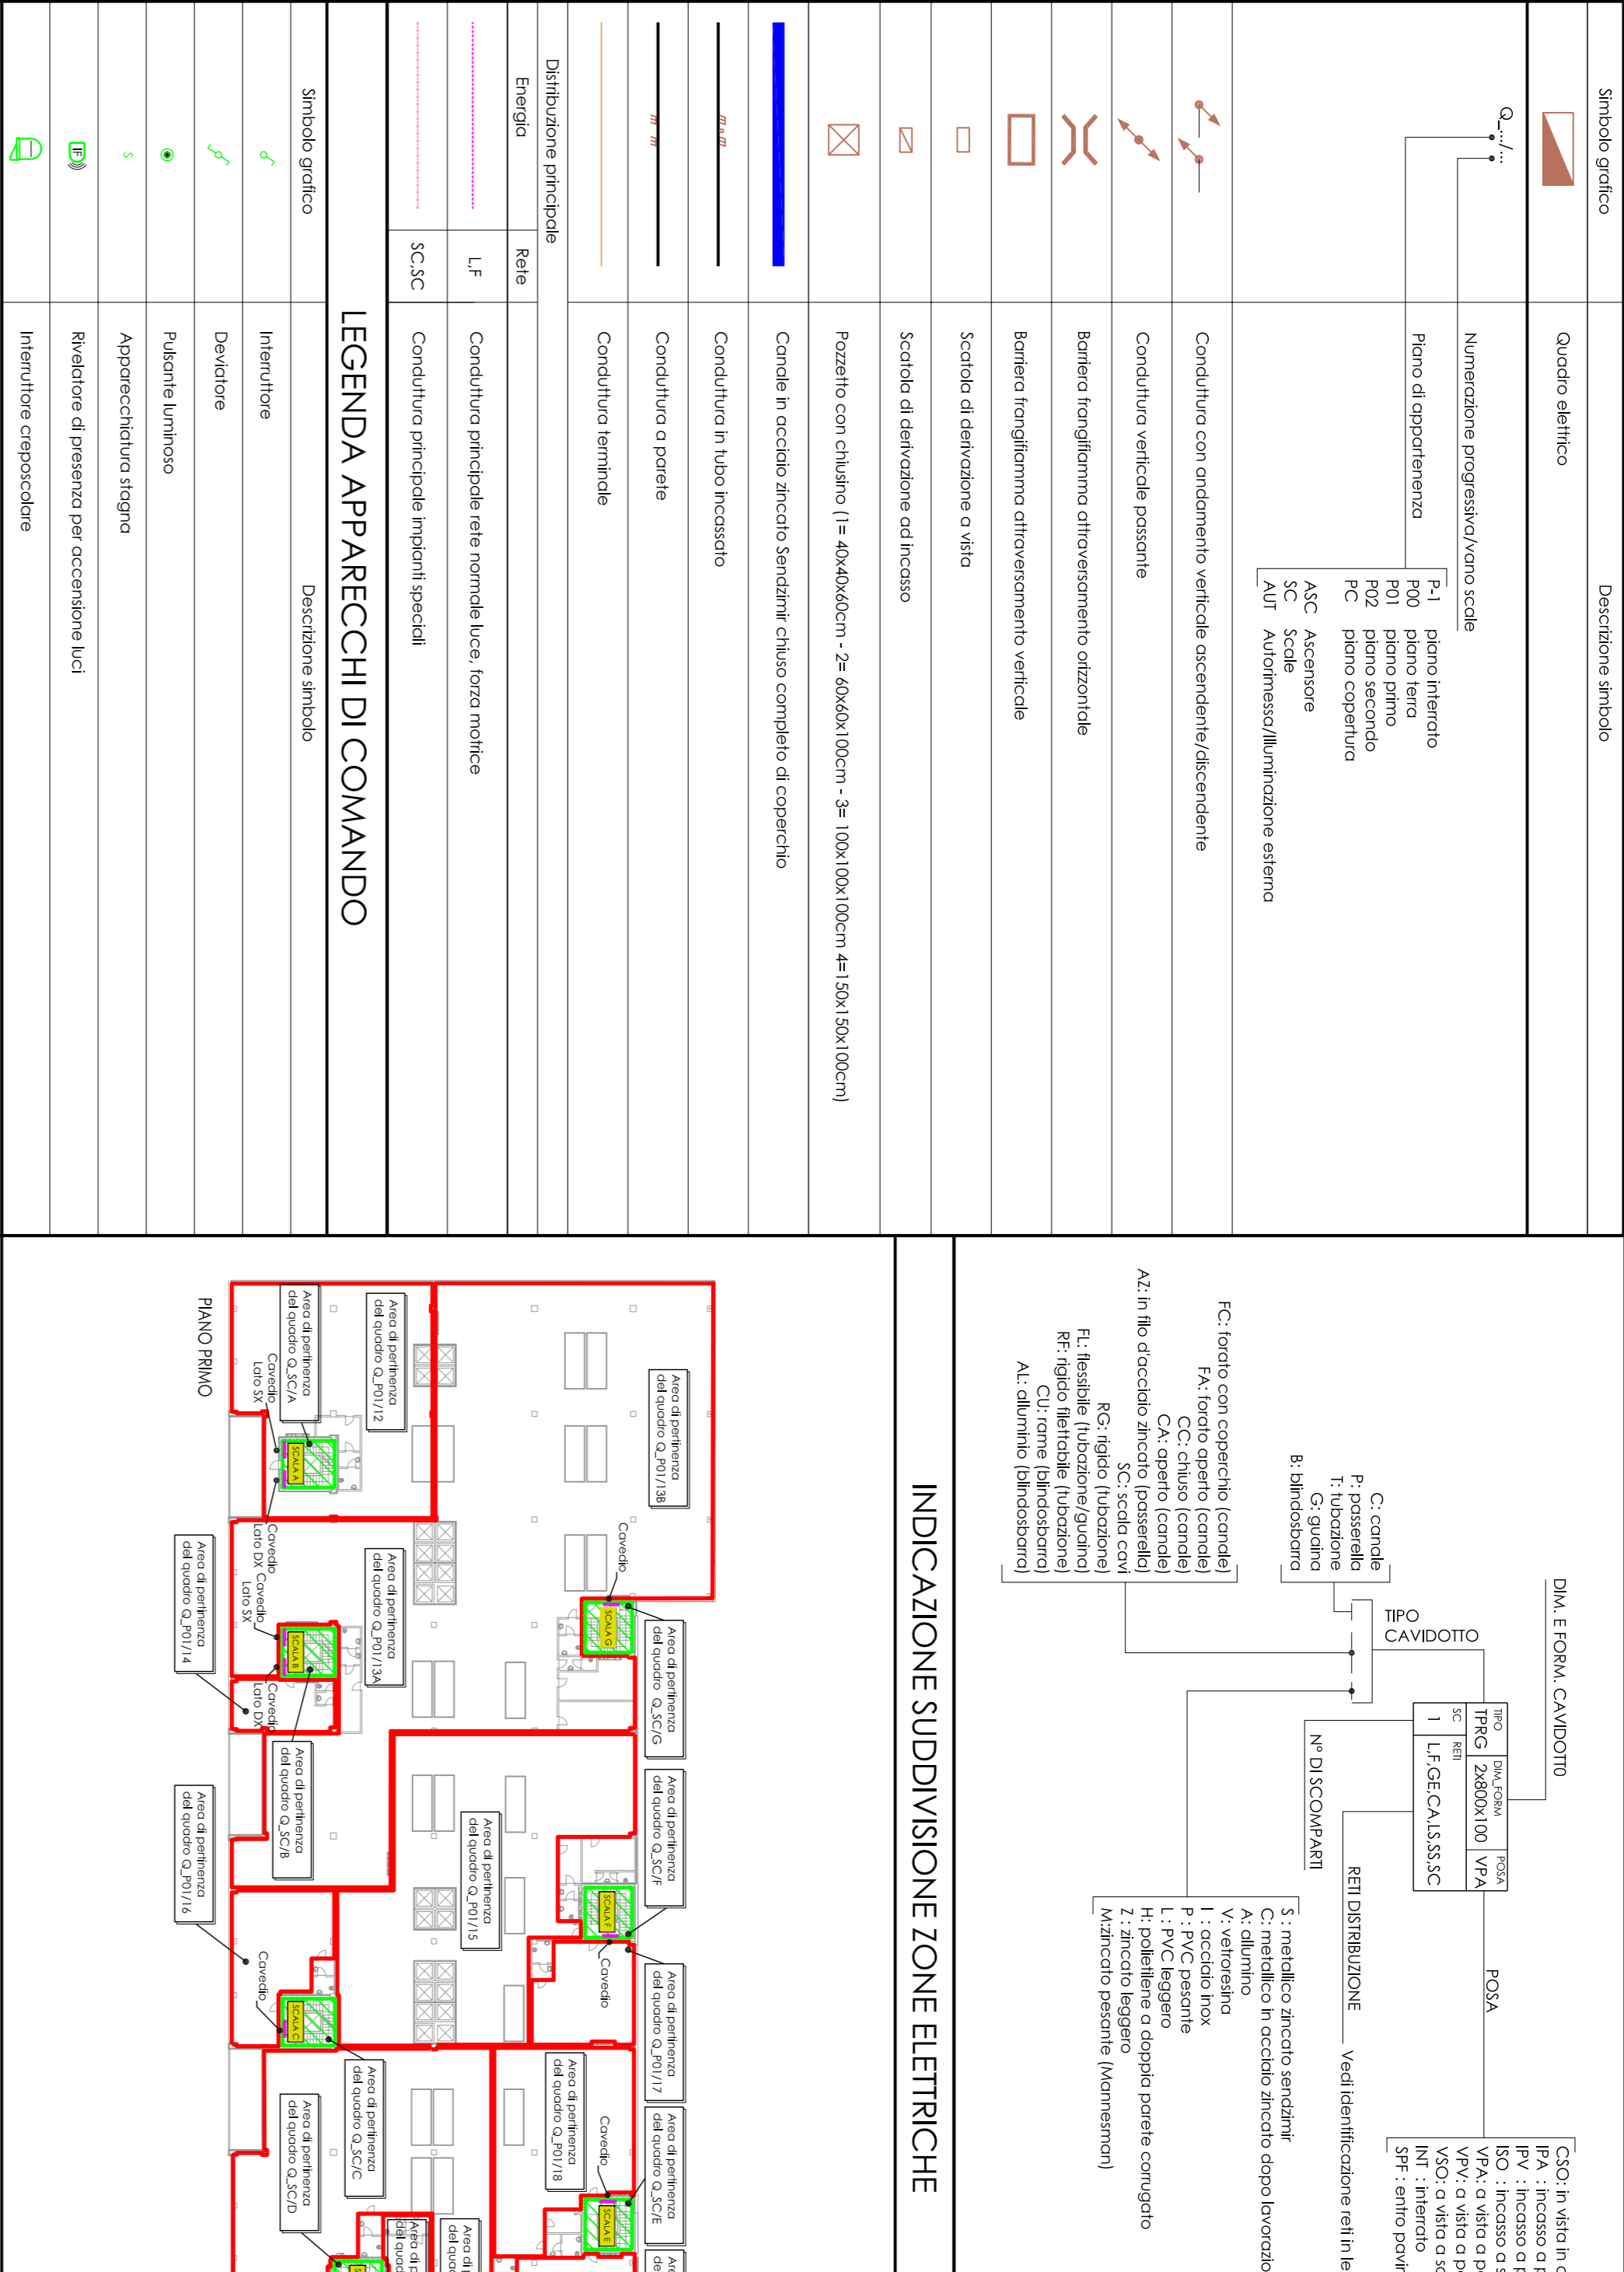 Simbolo grafico
Descrizione simbolo
Quadro elettrico
Q_.../...
Numerazione progressiva/vano scale
Piano di appartenenza
P-1 piano interrato
P00 piano terra
P01 piano primo
P02 piano secondo
PC piano copertura
ASC Ascensore
SC Scale
AUT Autorimessa/Illuminazione esterna
Conduttura con andamento verticale ascendente/discendente
Conduttura verticale passante
Barriera frangifiamma attraversamento orizzontale
Barriera frangifiamma attraversamento verticale
Scatola di derivazione a vista
Scatola di derivazione ad incasso
Pozzetto con chiusino (1= 40x40x60cm - 2= 60x60x100cm - 3= 100x100x100cm 4=150x150x100cm)
Canale in acciaio zincato Sendzimir chiuso completo di coperchio
Conduttura in tubo incassato
m m
Conduttura a parete
Conduttura terminale
Distribuzione principale
Energia
Rete
L,F
Conduttura principale rete normale luce, forza motrice
SC,SC
Conduttura principale impianti speciali
LEGENDA APPARECCHI DI COMANDO
Simbolo grafico
Descrizione simbolo
Interruttore
Deviatore
Pulsante luminoso
S
Apparecchiatura stagna
IF
Rivelatore di presenza per accensione luci
Interruttore crepuscolare
DIM. E FORM. CAVIDOTTO
TIPO
CAVIDOTTO
TIPO DIM_FORM POSA
TPRG 2x800x100 VPA
SC RETI
1 L,F,GE,CA,LS,SS,SC
POSA
C: canale
P: passerella
T: tubazione
G: guaina
B: blindosbarra
FC: forato con coperchio (canale)
FA: forato aperto (canale)
CC: chiuso (canale)
CA: aperto (canale)
AZ: in filo d'acciaio zincato (passerella)
SC: scala cavi
RG: rigido (tubazione)
FL: flessibile (tubazione/guaina)
RF: rigido filettabile (tubazione)
CU: rame (blindosbarra)
AL: alluminio (blindosbarra)
N° DI SCOMPARTI
RETI DISTRIBUZIONE
Vedi identificazione reti in le
S : metallico zincato sendzimir
C: metallico in acciaio zincato dopo lavorazio
A: allumino
V: vetroresina
I : acciaio inox
P : PVC pesante
L : PVC leggero
H: polietilene a doppia parete corrugato
Z : zincato leggero
M:zincato pesante (Mannesman)
CSO: in vista in c
IPA : incasso a p
IPV : incasso a p
ISO : incasso a s
VPA: a vista a p
VPV: a vista a p
VSO: a vista a so
INT : interrato
SPF : entro pavim
INDICAZIONE SUDDIVISIONE ZONE ELETTRICHE
Area di pertinenza
del quadro Q_P01/13B
Cavedio
SCALA G
Area di pertinenza
del quadro Q_SC/G
Area di pertinenza
del quadro Q_SC/F
SCALA F
Cavedio
Area di pertinenza
del quadro Q_P01/17
Area di pertinenza
del quadro Q_SC/E
Cavedio
SCALA E
Area di pertinenza
del quadro Q_P01/18
Area di pertinenza
del quadro Q_P01/15
Area di pertinenza
del quadro Q_P01/12
Area di pertinenza
del quadro Q_SC/A
Cavedio
Lato SX
SCALA A
Cavedio
Lato DX
Area di pertinenza
del quadro Q_P01/13A
Cavedio
Lato SX
SCALA B
Cavedio
Lato DX
Area di pertinenza
del quadro Q_P01/14
Area di pertinenza
del quadro Q_SC/B
Area di pertinenza
del quadro Q_P01/16
Cavedio
SCALA C
Area di pertinenza
del quadro Q_SC/C
Area di pertinenza
del quadro Q_SC/D
PIANO PRIMO